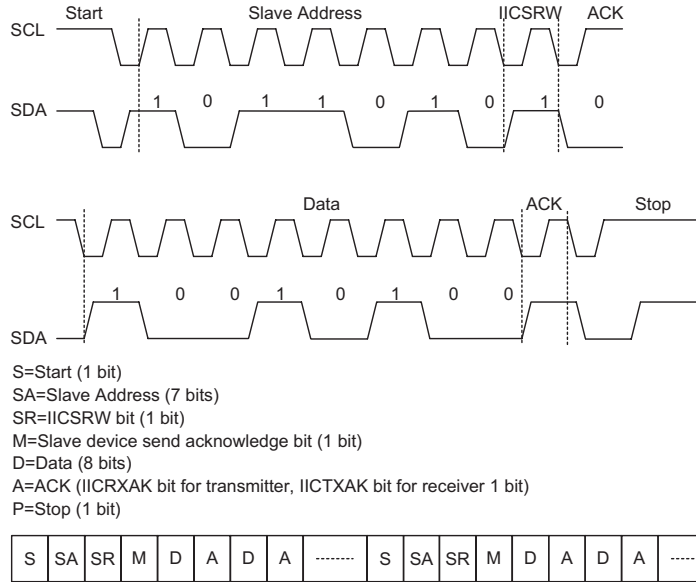 Start Slave Address IICSRW ACK
SCL
SDA 1 0 1 1 0 1 0 1 0
Data ACK Stop
SCL
1 0 0 1 0 1 0 0
SDA
S=Start (1 bit)
SA=Slave Address (7 bits)
SR=IICSRW bit (1 bit)
M=Slave device send acknowledge bit (1 bit)
D=Data (8 bits)
A=ACK (IICRXAK bit for transmitter, IICTXAK bit for receiver 1 bit)
P=Stop (1 bit)
S SA SR M D A D A ........ S SA SR M D A D A .....